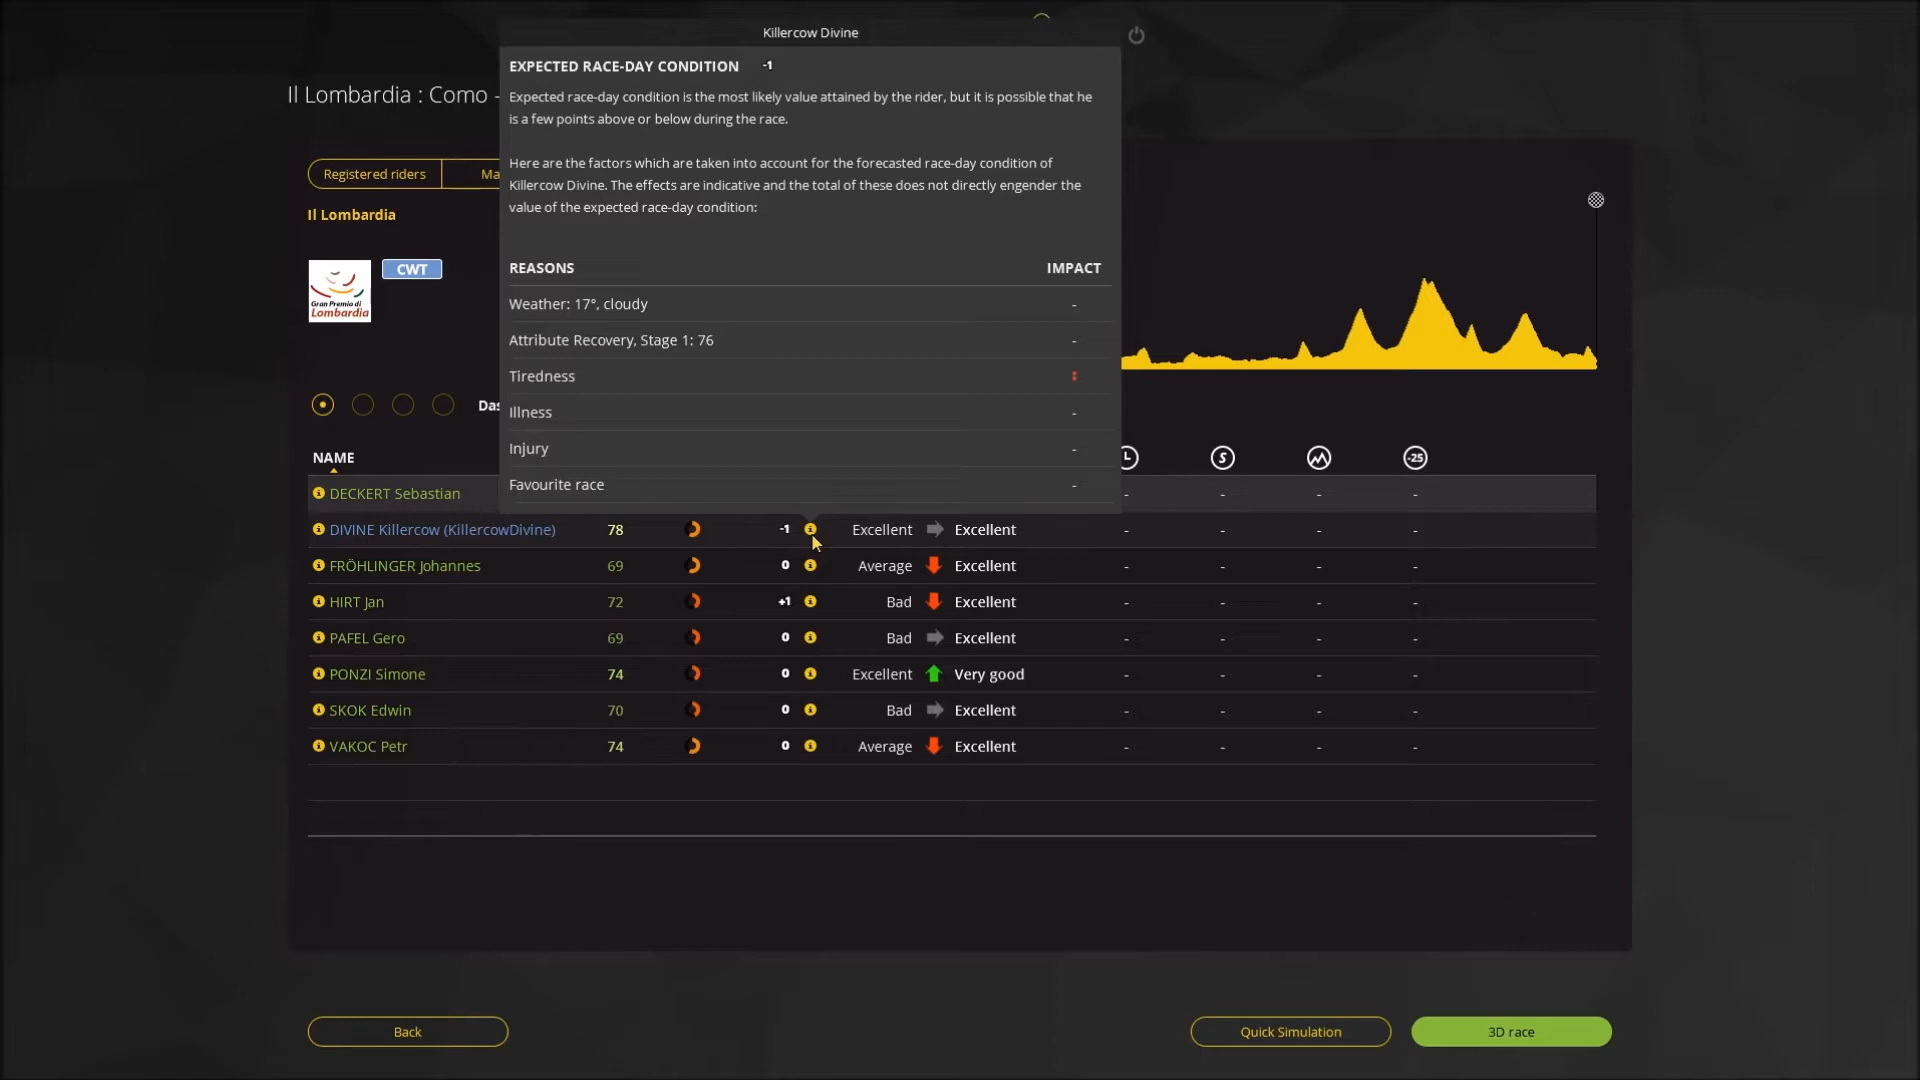 Killercow Divine
EXPECTED RACE-DAY CONDITION -1
Expected race-day condition is the most likely value attained by the rider, but it is possible that he
is a few points above or below during the race.
Here are the factors which are taken into account for the forecasted race-day condition of
Killercow Divine. The effects are indicative and the total of these does not directly engender the
value of the expected race-day condition:
REASONS IMPACT
Weather: 17°, cloudy -
Attribute Recovery, Stage 1: 76 -
Tiredness
Illness -
Injury -
Favourite race -
Il Lombardia : Como -
Registered riders Ma
Il Lombardia
Gran Premio di
Lombardia
CWT
Das
NAME L S -25
DECKERT Sebastian - - - -
DIVINE Killercow (KillercowDivine) 78 -1 Excellent Excellent - - - -
FRÖHLINGER Johannes 69 0 Average Excellent - - - -
HIRT Jan 72 +1 Bad Excellent - - - -
PAFEL Gero 69 0 Bad Excellent - - - -
PONZI Simone 74 0 Excellent Very good - - - -
SKOK Edwin 70 0 Bad Excellent - - - -
VAKOC Petr 74 0 Average Excellent - - - -
Back Quick Simulation 3D race